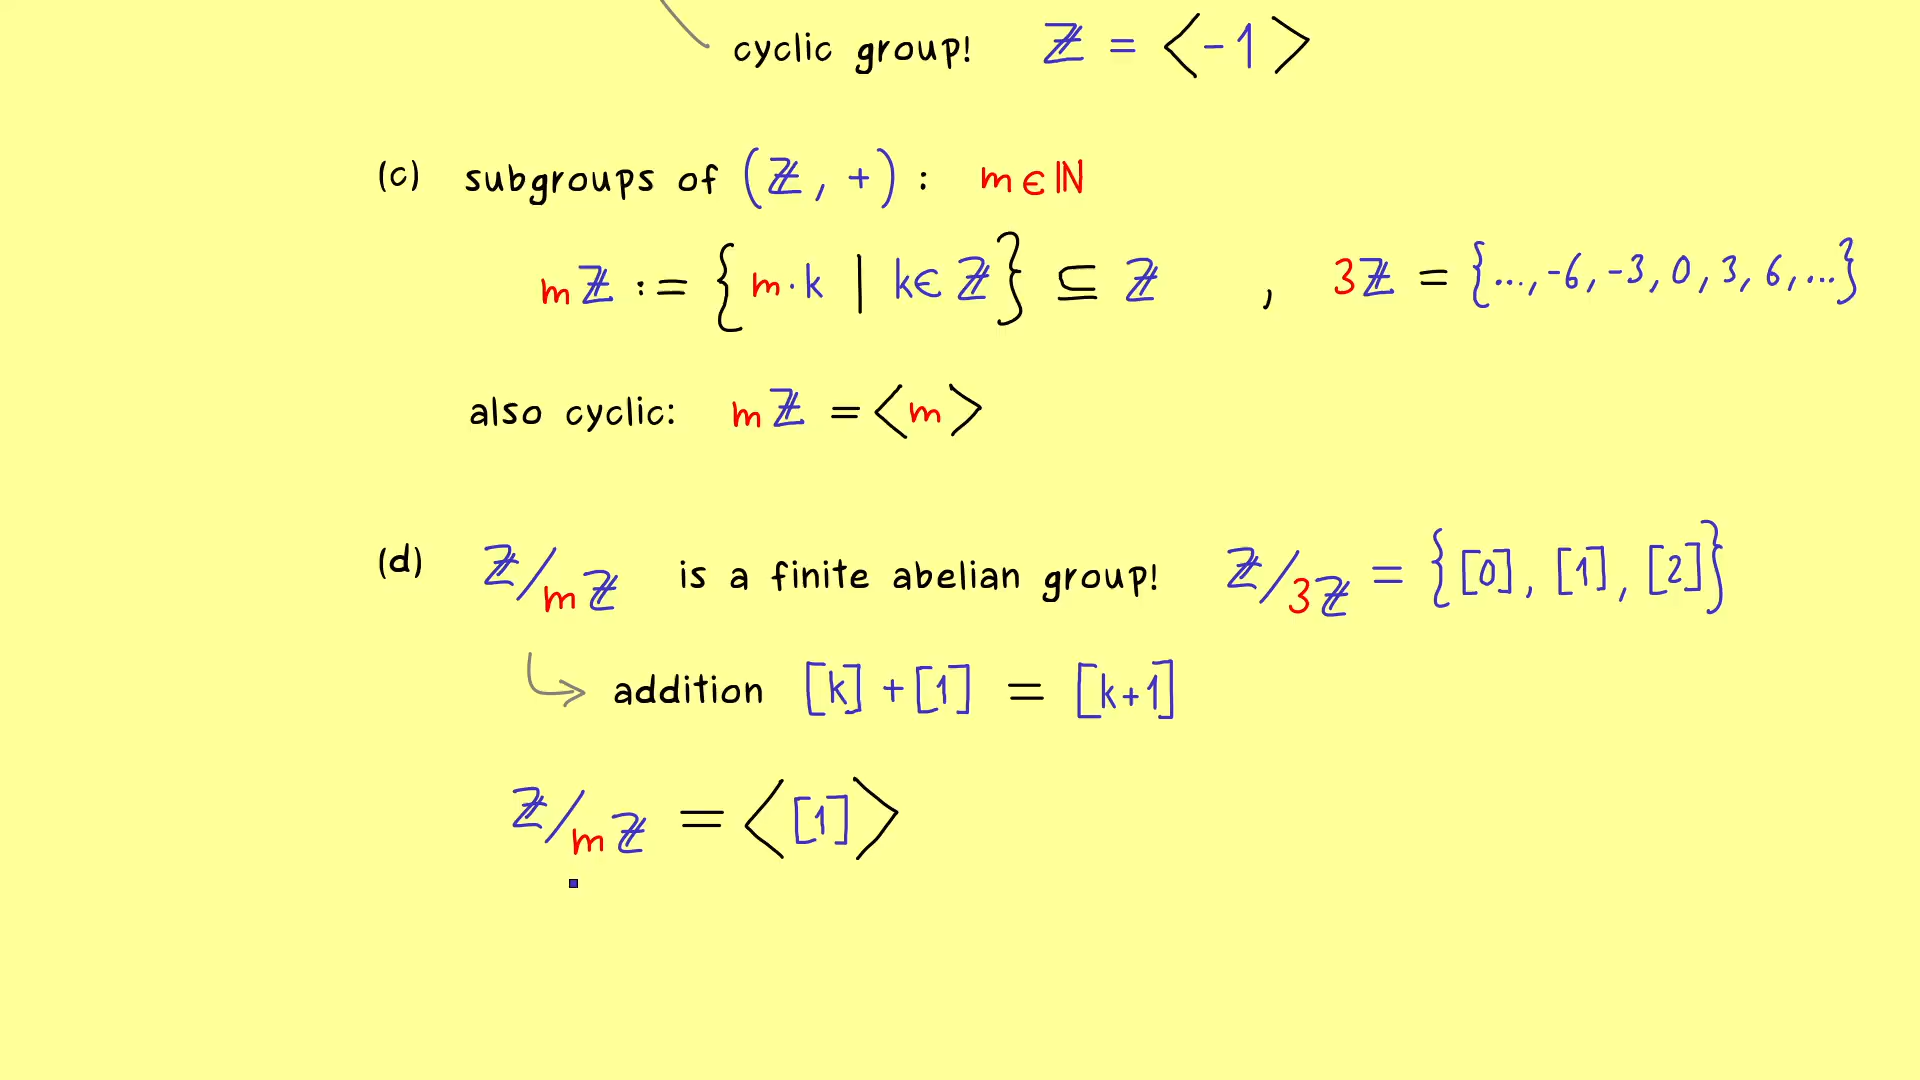 cyclic group! ℤ = <-1>
(c) subgroups of (ℤ, +) : m∈ℕ
mℤ := {m·k | k∈ℤ} ⊆ ℤ , 3ℤ = {..., -6, -3, 0, 3, 6, ...}
also cyclic: mℤ = <m>
(d) ℤ/mℤ is a finite abelian group! ℤ/3ℤ = {[0], [1], [2]}
addition [k] + [1] = [k+1]
ℤ/mℤ = <[1]>